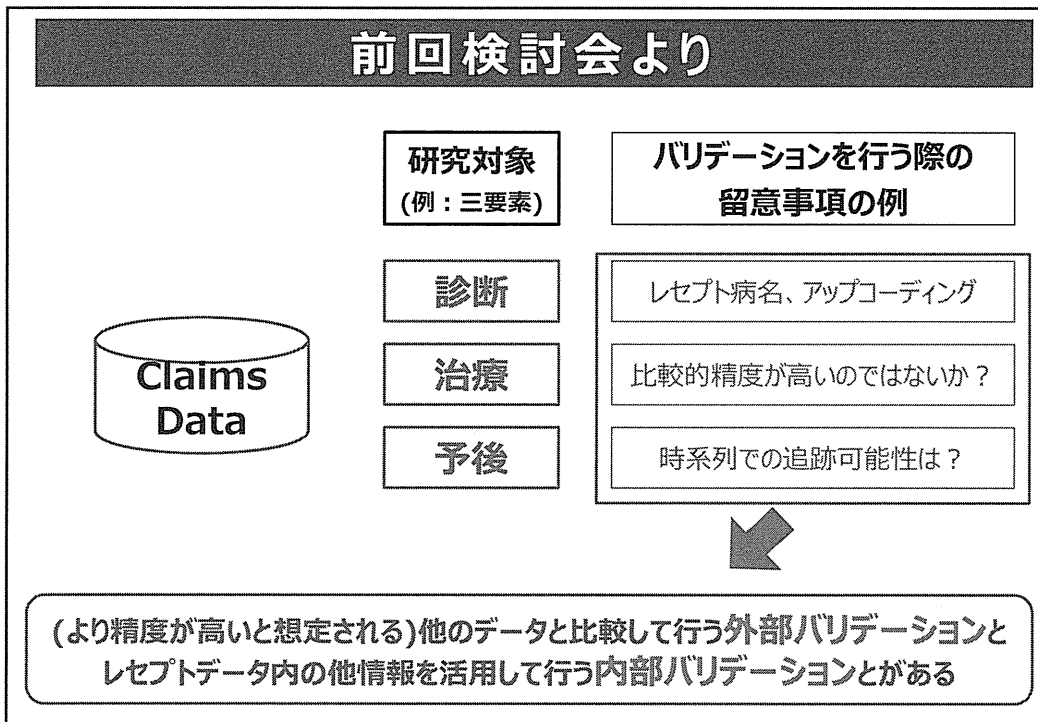 前回検討会より
研究対象
(例：三要素)
バリデーションを行う際の
留意事項の例
Claims
Data
診断
レセプト病名、アップコーディング
治療
比較的精度が高いのではないか？
予後
時系列での追跡可能性は？
(より精度が高いと想定される)他のデータと比較して行う外部バリデーションと
レセプトデータ内の他情報を活用して行う内部バリデーションとがある